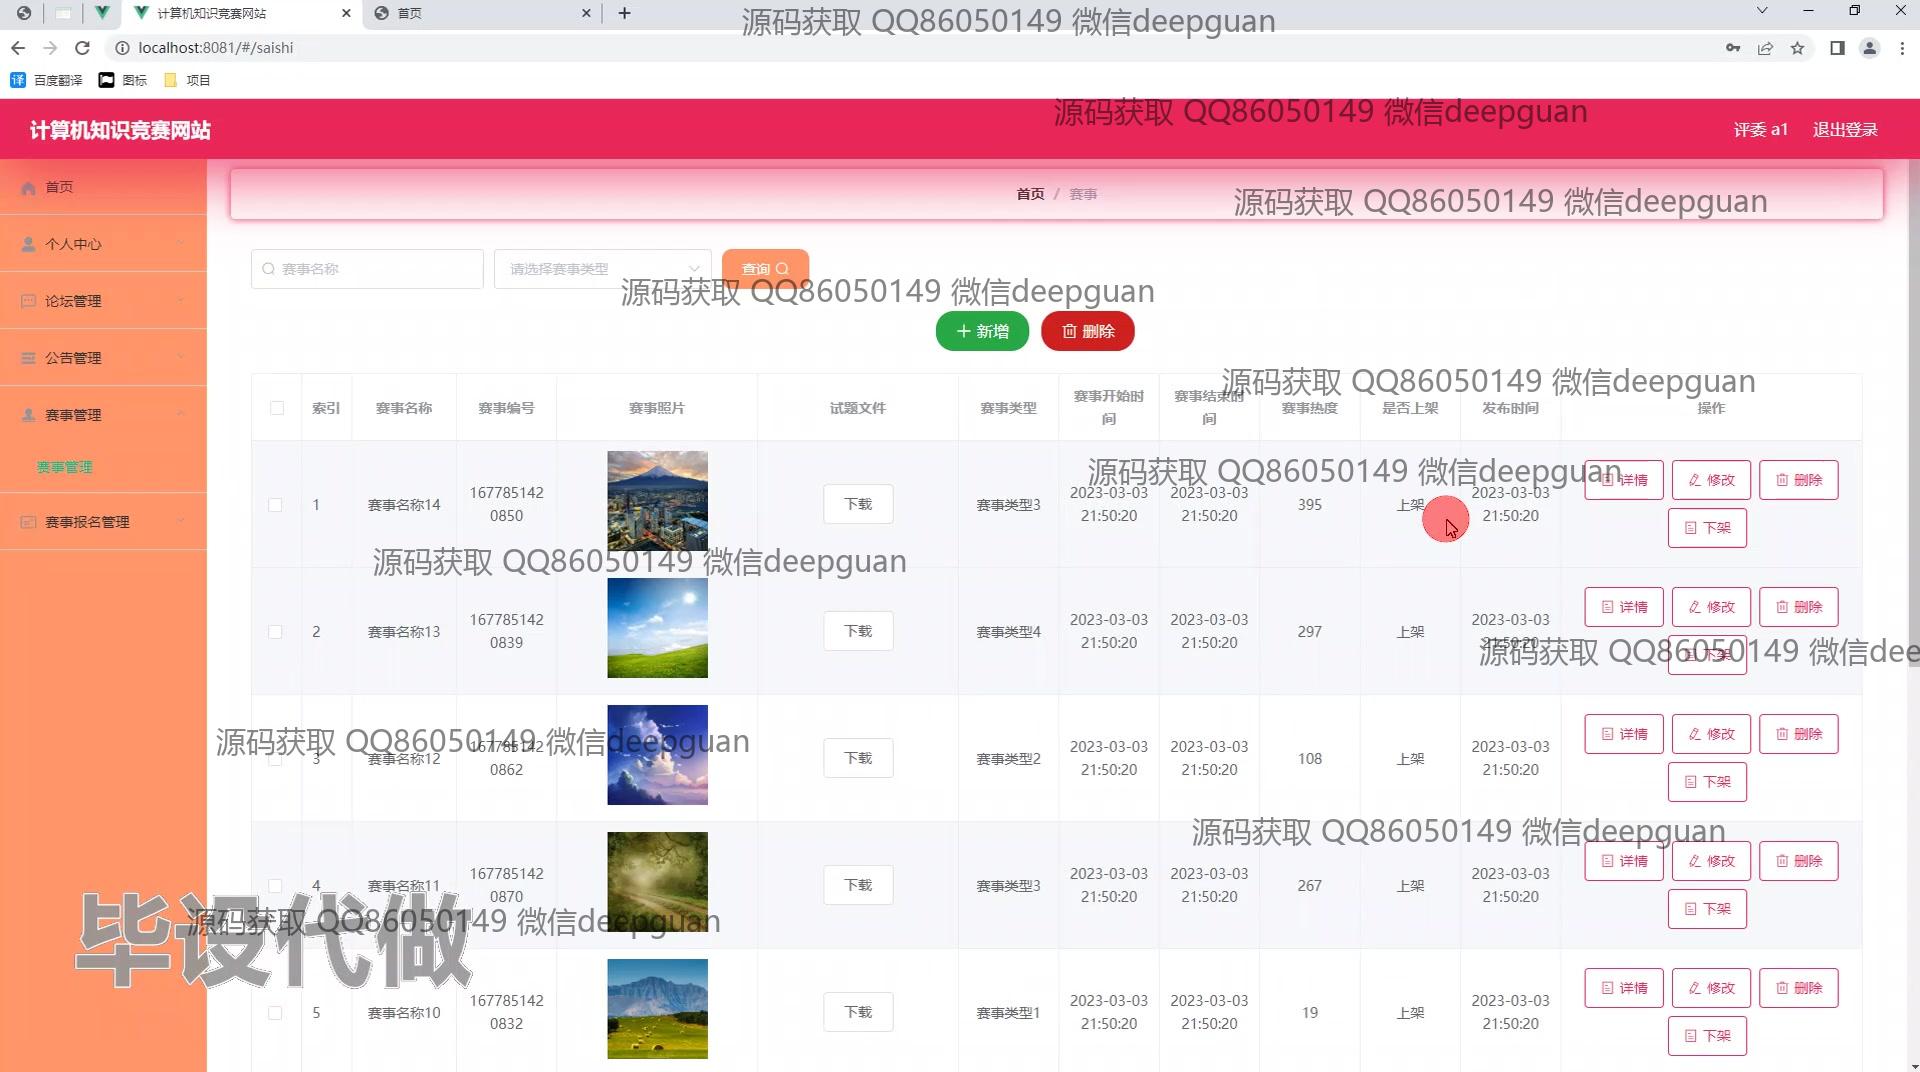 计算机知识竞赛网站
首页
源码获取 QQ86050149 微信deepguan
localhost:8081/#/saishi
百度翻译
图标
项目
源码获取 QQ86050149 微信deepguan
计算机知识竞赛网站
评委 a1
退出登录
首页
首页 / 赛事
源码获取 QQ86050149 微信deepguan
个人中心
论坛管理
公告管理
赛事管理
赛事管理
赛事报名管理
赛事名称
请选择赛事类型
查询
源码获取 QQ86050149 微信deepguan
新增
删除
源码获取 QQ86050149 微信deepguan
索引
赛事名称
赛事编号
赛事照片
试题文件
赛事类型
赛事开始时
间
赛事结束时
间
赛事热度
是否上架
发布时间
操作
源码获取 QQ86050149 微信deepguan
1
赛事名称14
167785142
0850
下载
赛事类型3
2023-03-03
21:50:20
2023-03-03
21:50:20
395
上架
2023-03-03
21:50:20
详情
修改
删除
下架
源码获取 QQ86050149 微信deepguan
2
赛事名称13
167785142
0839
下载
赛事类型4
2023-03-03
21:50:20
2023-03-03
21:50:20
297
上架
2023-03-03
21:50:20
详情
修改
删除
下架
源码获取 QQ86050149 微信dee
源码获取 QQ86050149 微信deepguan
3
赛事名称12
167785142
0862
下载
赛事类型2
2023-03-03
21:50:20
2023-03-03
21:50:20
108
上架
2023-03-03
21:50:20
详情
修改
删除
下架
源码获取 QQ86050149 微信deepguan
4
赛事名称11
167785142
0870
下载
赛事类型3
2023-03-03
21:50:20
2023-03-03
21:50:20
267
上架
2023-03-03
21:50:20
详情
修改
删除
下架
源码获取 QQ86050149 微信deepguan
毕设代做
5
赛事名称10
167785142
0832
下载
赛事类型1
2023-03-03
21:50:20
2023-03-03
21:50:20
19
上架
2023-03-03
21:50:20
详情
修改
删除
下架